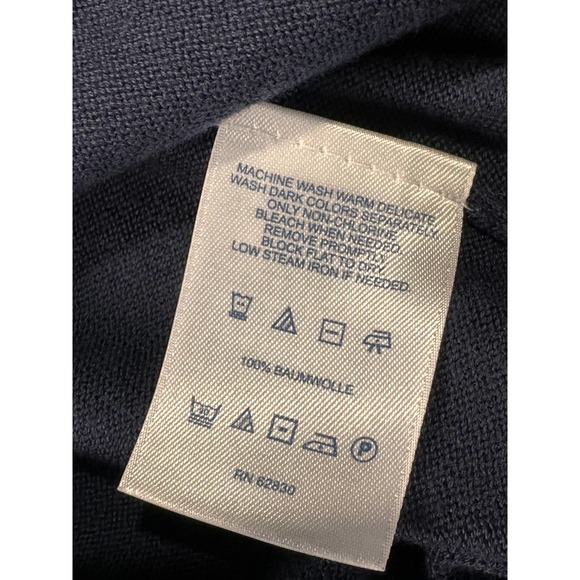 MACHINE WASH WARM DELICATE.
WASH DARK COLORS SEPARATELY.
ONLY NON-CHLORINE
BLEACH WHEN NEEDED.
REMOVE PROMPTLY.
BLOCK FLAT TO DRY.
LOW STEAM IRON IF NEEDED.
100% BAUMWOLLE
30 P
RN 62830